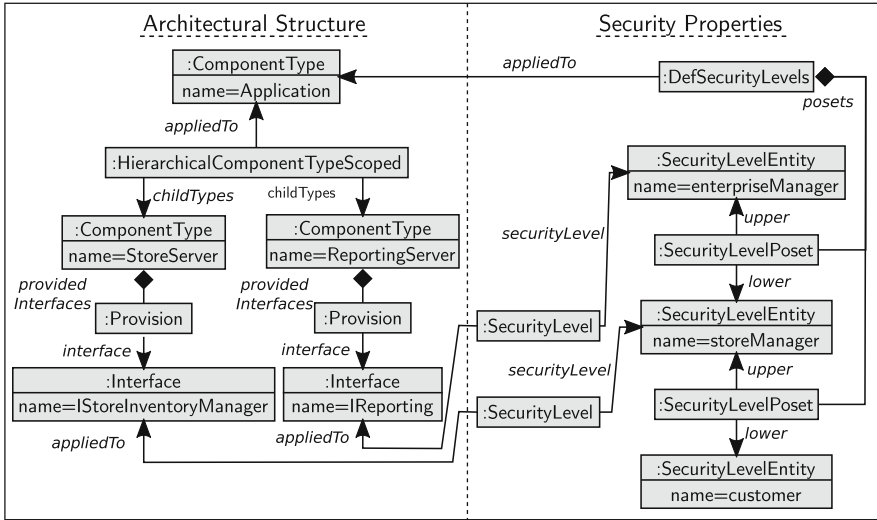 Architectural Structure
Security Properties
:ComponentType
name=Application
appliedTo
:DefSecurityLevels
posets
appliedTo
:HierarchicalComponentTypeScoped
childTypes
childTypes
:SecurityLevelEntity
name=enterpriseManager
:ComponentType
name=StoreServer
:ComponentType
name=ReportingServer
securityLevel
upper
:SecurityLevelPoset
lower
provided
Interfaces
provided
Interfaces
:Provision
:Provision
:SecurityLevel
:SecurityLevelEntity
name=storeManager
interface
interface
securityLevel
upper
:Interface
name=IStoreInventoryManager
:Interface
name=IReporting
:SecurityLevel
:SecurityLevelPoset
appliedTo
appliedTo
lower
:SecurityLevelEntity
name=customer